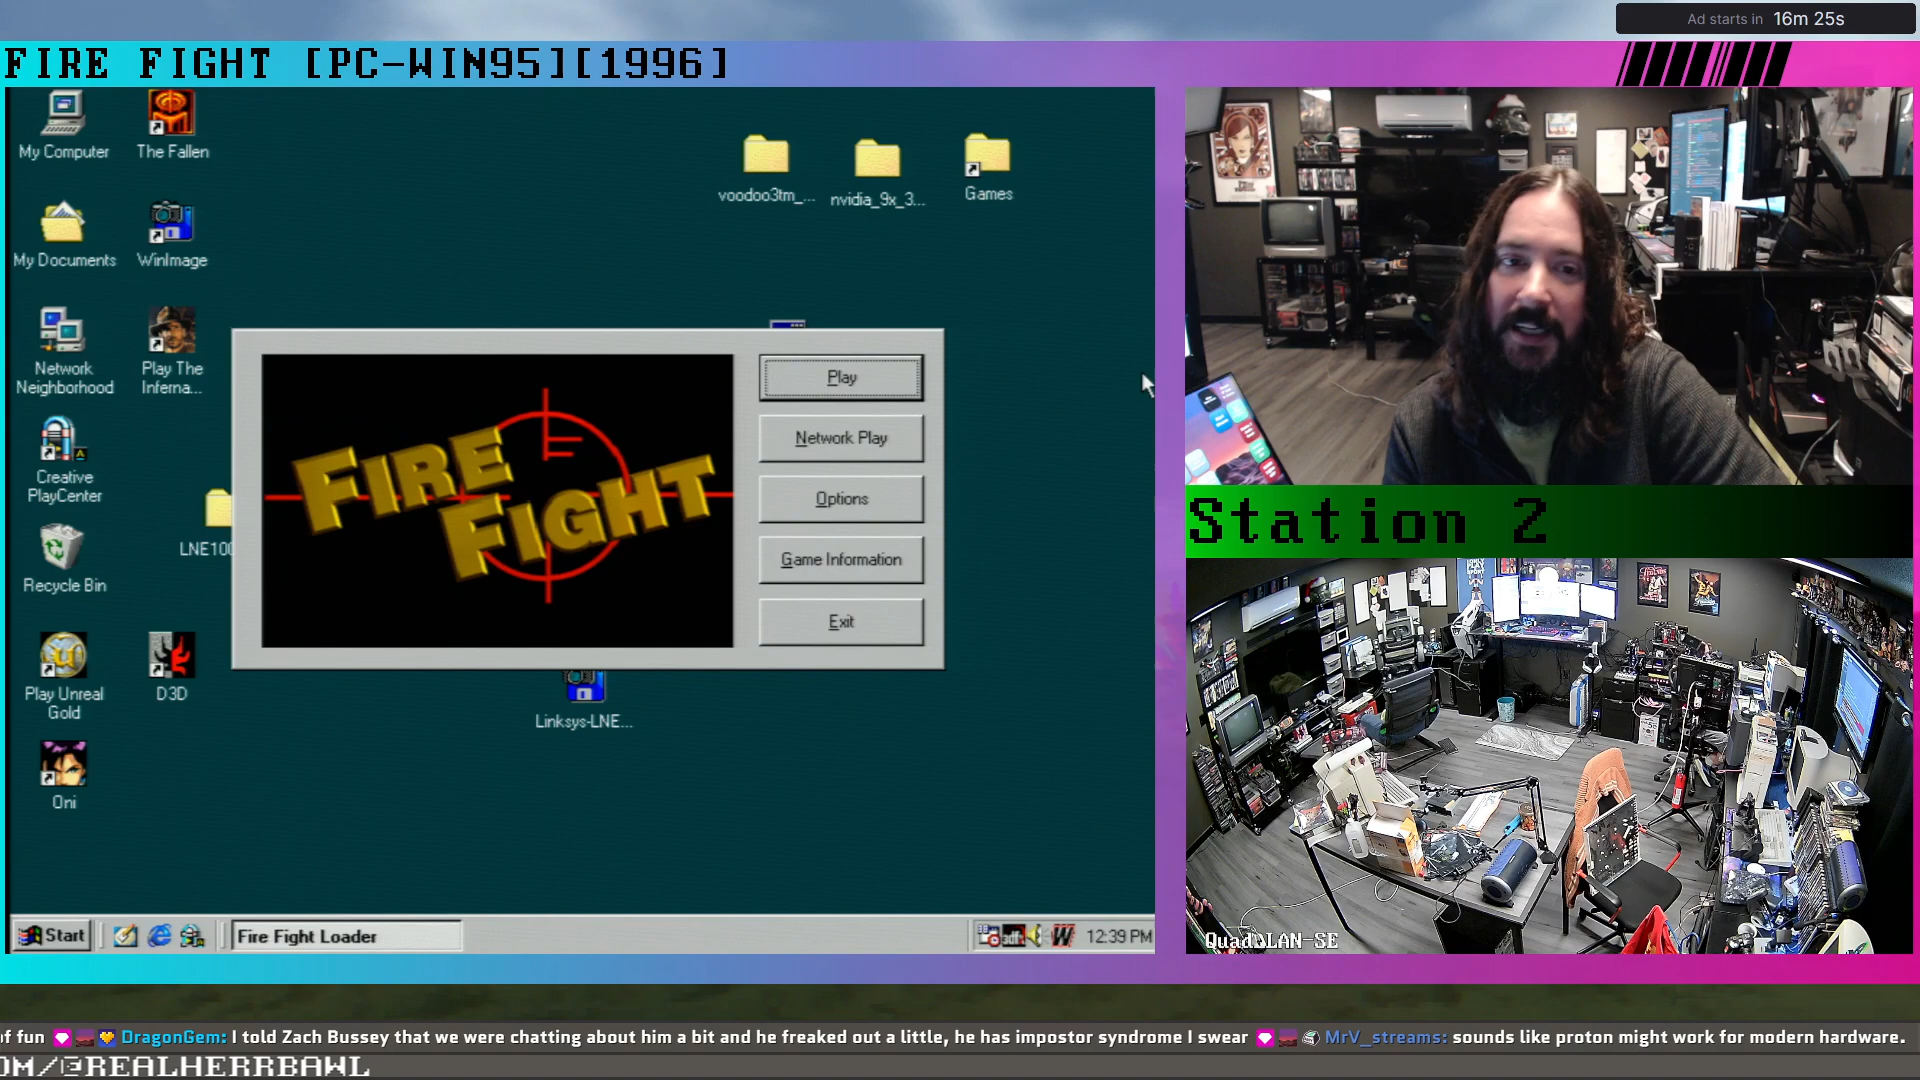 Ad starts in 16m 25s
FIRE FIGHT [PC-WIN95][1996]
My Computer
The Fallen
voodoo3tm_...
nvidia_9x_3...
Games
My Documents
WinImage
Network Neighborhood
Play The Inferna...
Creative PlayCenter
LNE100
Recycle Bin
Play Unreal Gold
D3D
Linksys-LNE...
Oni
FIRE FIGHT
Play
Network Play
Options
Game Information
Exit
Start
Fire Fight Loader
12:39 PM
Station 2
QuadLAN-SE
of fun DragonGem: I told Zach Bussey that we were chatting about him a bit and he freaked out a little, he has impostor syndrome I swear MrV_streams: sounds like proton might work for modern hardware.
OM/@REALHERRBAWL